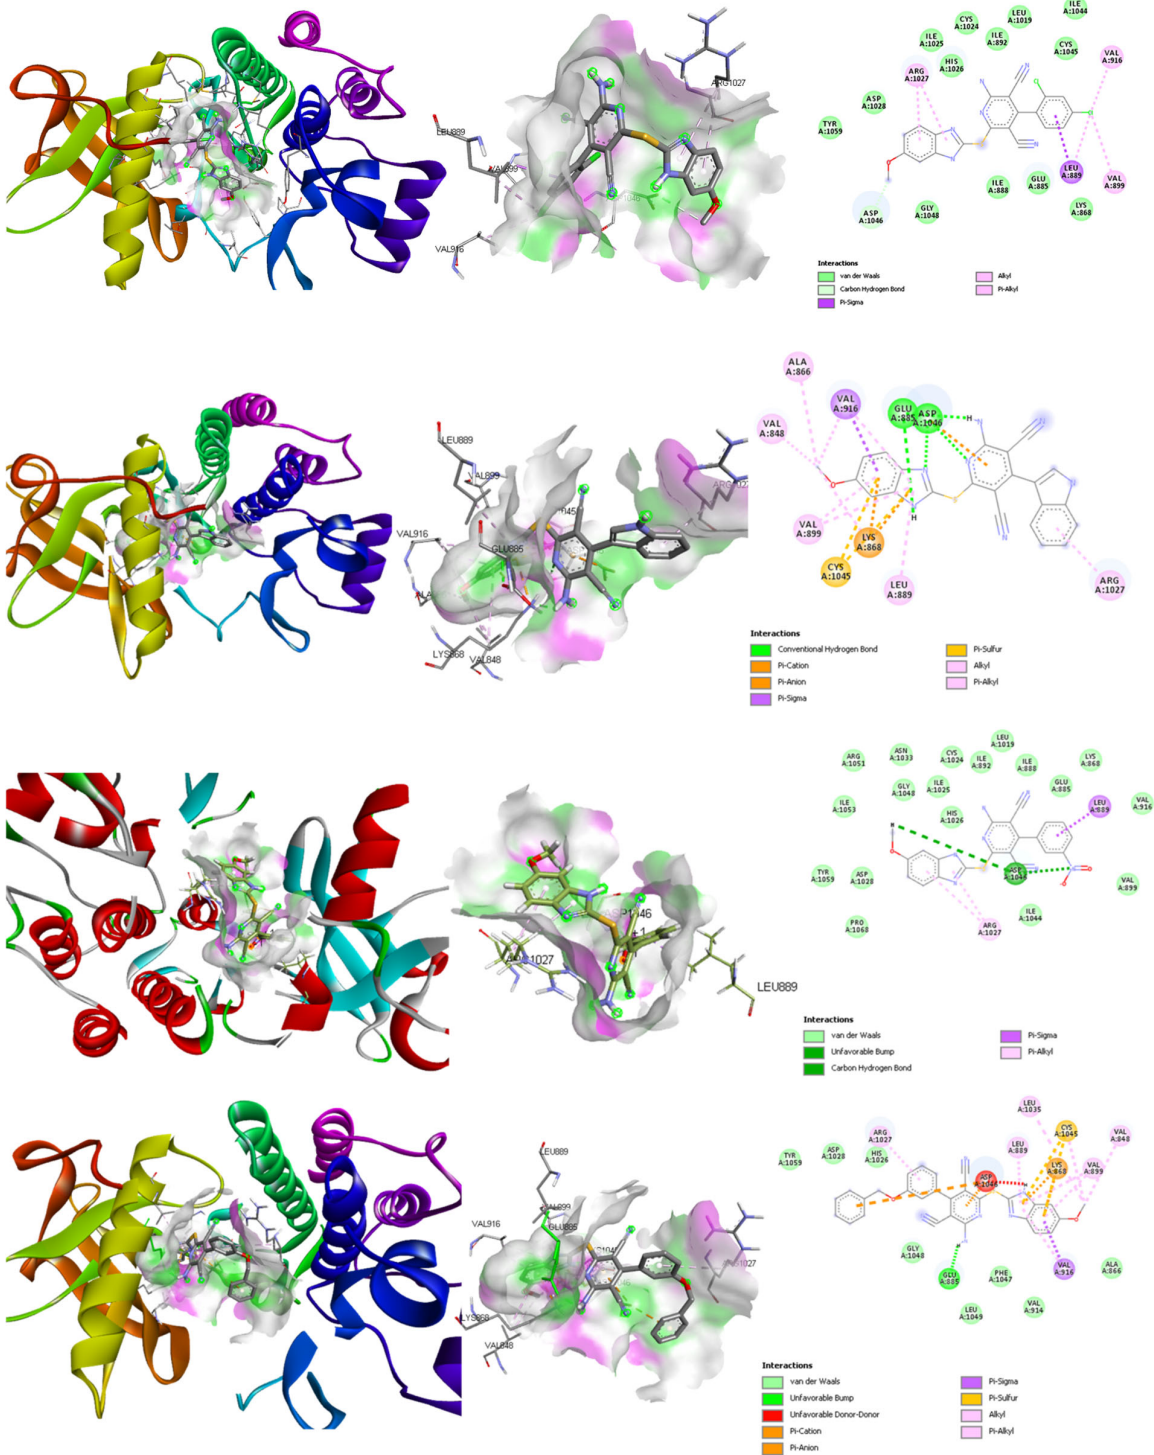 LEU889
VAL899
VAL916
ARG1027
ILE
A:1044
LEU
A:1019
CYS
A:1024
ILE
A:892
ILE
A:1025
HIS
A:1026
CYS
A:1045
VAL
A:916
ARG
A:1027
ASP
A:1028
TYR
A:1059
LEU
A:889
GLU
A:885
ILE
A:888
VAL
A:899
LYS
A:868
GLY
A:1048
ASP
A:1046
Interactions
van der Waals
Carbon Hydrogen Bond
Pi-Sigma
Alkyl
Pi-Alkyl
LEU889
VAL899
VAL916
GLU885
LYS868
VAL848
ALA
A:866
VAL
A:916
GLU
A:885
ASP
A:1046
VAL
A:848
VAL
A:899
LYS
A:868
CYS
A:1045
LEU
A:889
ARG
A:1027
Interactions
Conventional Hydrogen Bond
Pi-Cation
Pi-Anion
Pi-Sigma
Pi-Sulfur
Alkyl
Pi-Alkyl
LEU889
LEU
A:1019
ARG
A:1051
ASN
A:1033
CYS
A:1024
ILE
A:892
ILE
A:888
LYS
A:868
GLY
A:1048
ILE
A:1025
GLU
A:885
ILE
A:1053
HIS
A:1026
LEU
A:889
VAL
A:916
TYR
A:1059
ASP
A:1028
ASP
A:1046
VAL
A:899
PRO
A:1068
ARG
A:1027
ILE
A:1044
Interactions
van der Waals
Unfavorable Bump
Carbon Hydrogen Bond
Pi-Sigma
Pi-Alkyl
LEU889
VAL899
VAL916
GLU885
LYS868
VAL848
LEU
A:1035
ARG
A:1027
CYS
A:1045
VAL
A:848
TYR
A:1059
ASP
A:1028
HIS
A:1026
LEU
A:889
LYS
A:868
VAL
A:899
ASP
A:1046
GLY
A:1048
GLU
A:885
PHE
A:1047
VAL
A:916
ALA
A:866
LEU
A:1049
VAL
A:914
Interactions
van der Waals
Unfavorable Bump
Unfavorable Donor-Donor
Pi-Cation
Pi-Anion
Pi-Sigma
Pi-Sulfur
Alkyl
Pi-Alkyl